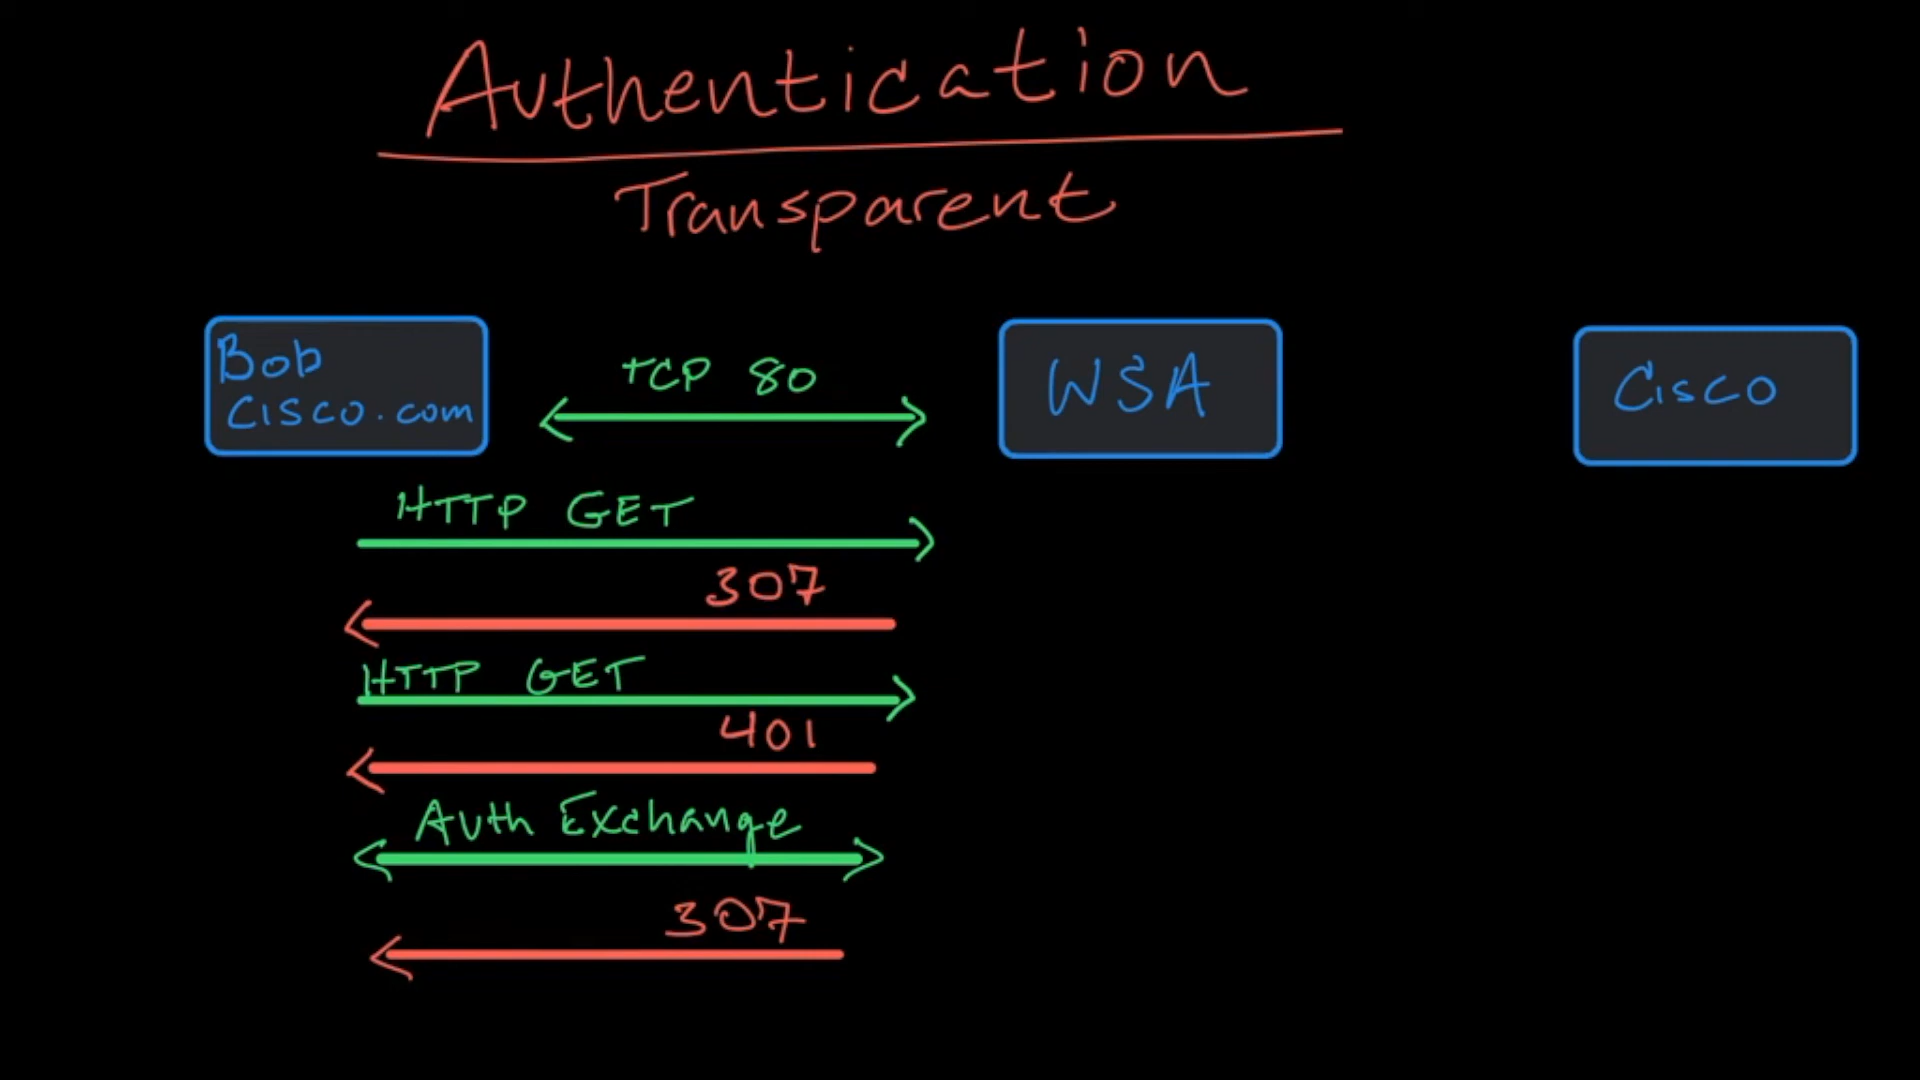 Authentication
Transparent
Bob
cisco.com
TCP 80
WSA
Cisco
HTTP GET
307
HTTP GET
401
Auth Exchange
307